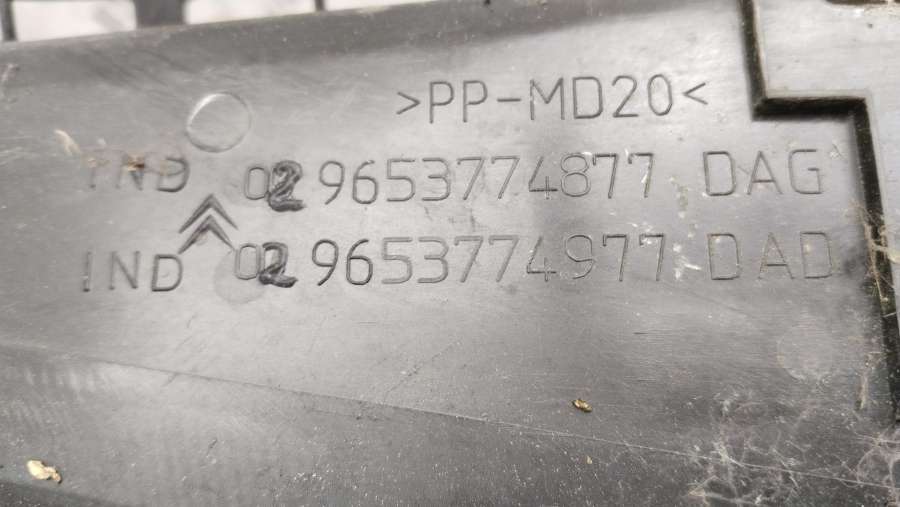 >PP-MD20<
IND 02 9653774877 DAG
IND 02 9653774977 DAD